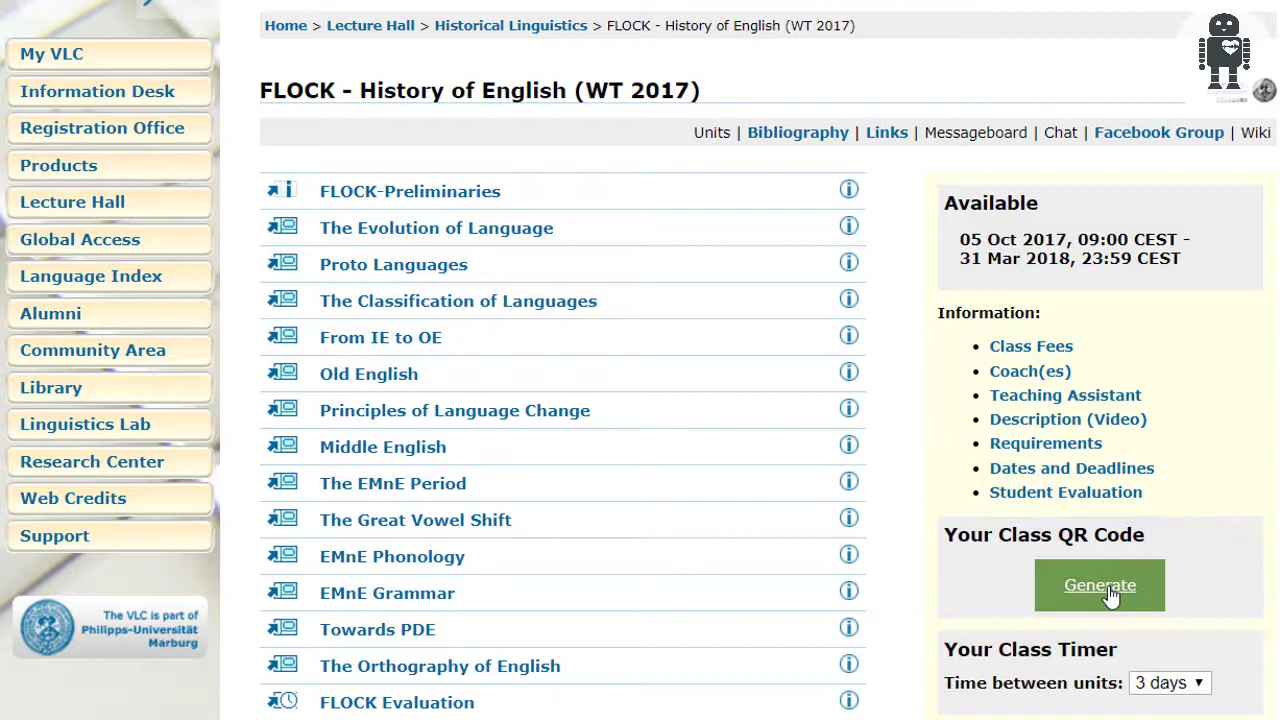 Home > Lecture Hall > Historical Linguistics > FLOCK - History of English (WT 2017)
FLOCK - History of English (WT 2017)
Units | Bibliography | Links | Messageboard | Chat | Facebook Group | Wiki
My VLC
Information Desk
Registration Office
Products
Lecture Hall
Global Access
Language Index
Alumni
Community Area
Library
Linguistics Lab
Research Center
Web Credits
Support
The VLC is part of
Philipps-Universität
Marburg
FLOCK-Preliminaries
The Evolution of Language
Proto Languages
The Classification of Languages
From IE to OE
Old English
Principles of Language Change
Middle English
The EMnE Period
The Great Vowel Shift
EMnE Phonology
EMnE Grammar
Towards PDE
The Orthography of English
FLOCK Evaluation
Available
05 Oct 2017, 09:00 CEST -
31 Mar 2018, 23:59 CEST
Information:
Class Fees
Coach(es)
Teaching Assistant
Description (Video)
Requirements
Dates and Deadlines
Student Evaluation
Your Class QR Code
Generate
Your Class Timer
Time between units: 3 days